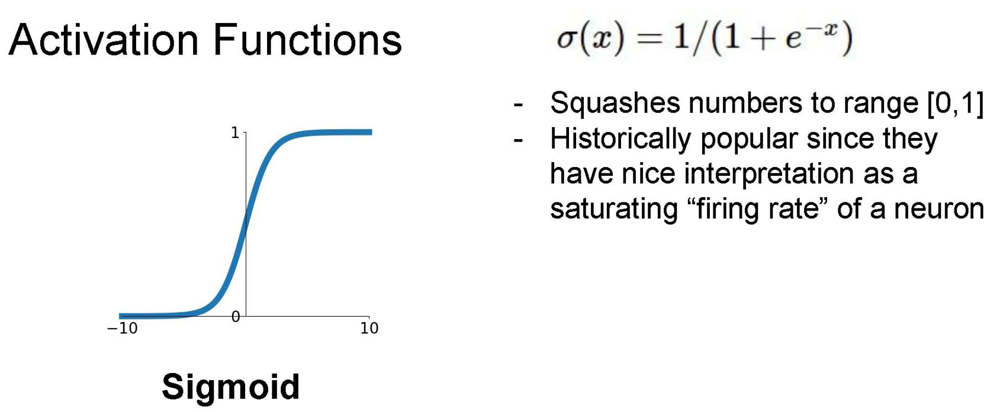 Activation Functions
σ(x) = 1/(1 + e⁻ˣ)
- Squashes numbers to range [0,1]
- Historically popular since they
have nice interpretation as a
saturating “firing rate” of a neuron
1
0
−10
10
Sigmoid